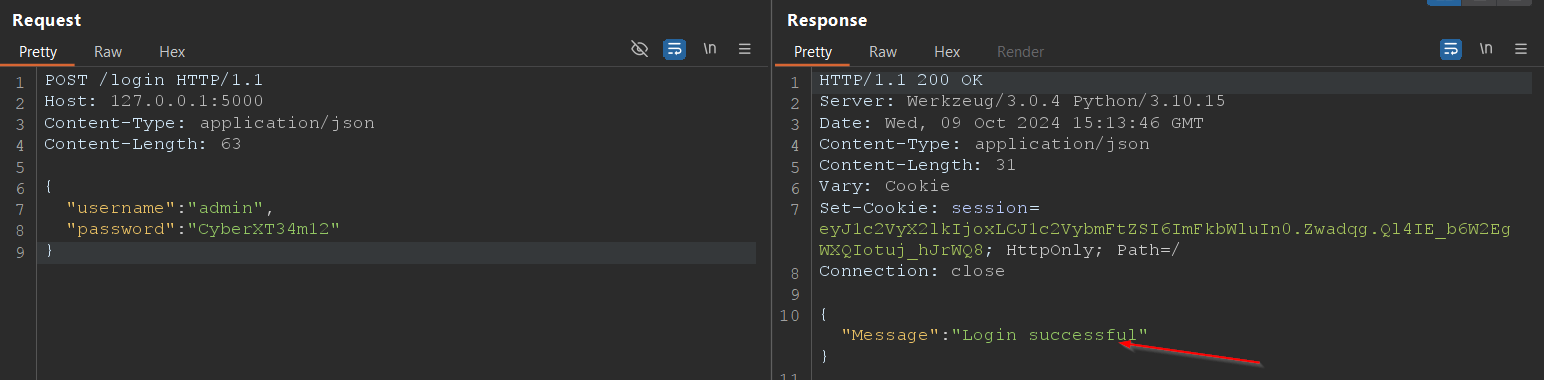 Request
Pretty Raw Hex
\n
1 POST /login HTTP/1.1
2 Host: 127.0.0.1:5000
3 Content-Type: application/json
4 Content-Length: 63
5
6 {
7 "username":"admin",
8 "password":"CyberXT34m12"
9 }
Response
Pretty Raw Hex Render
\n
1 HTTP/1.1 200 OK
2 Server: Werkzeug/3.0.4 Python/3.10.15
3 Date: Wed, 09 Oct 2024 15:13:46 GMT
4 Content-Type: application/json
5 Content-Length: 31
6 Vary: Cookie
7 Set-Cookie: session=
eyJ1c2VyX2lkIjoxLCJ1c2VybmFtZSI6ImFkbWluIn0.Zwadqg.Ql4IE_b6W2Eg
WXQIotuj_hJrWQ8; HttpOnly; Path=/
8 Connection: close
9
10 {
"Message":"Login successful"
}
11